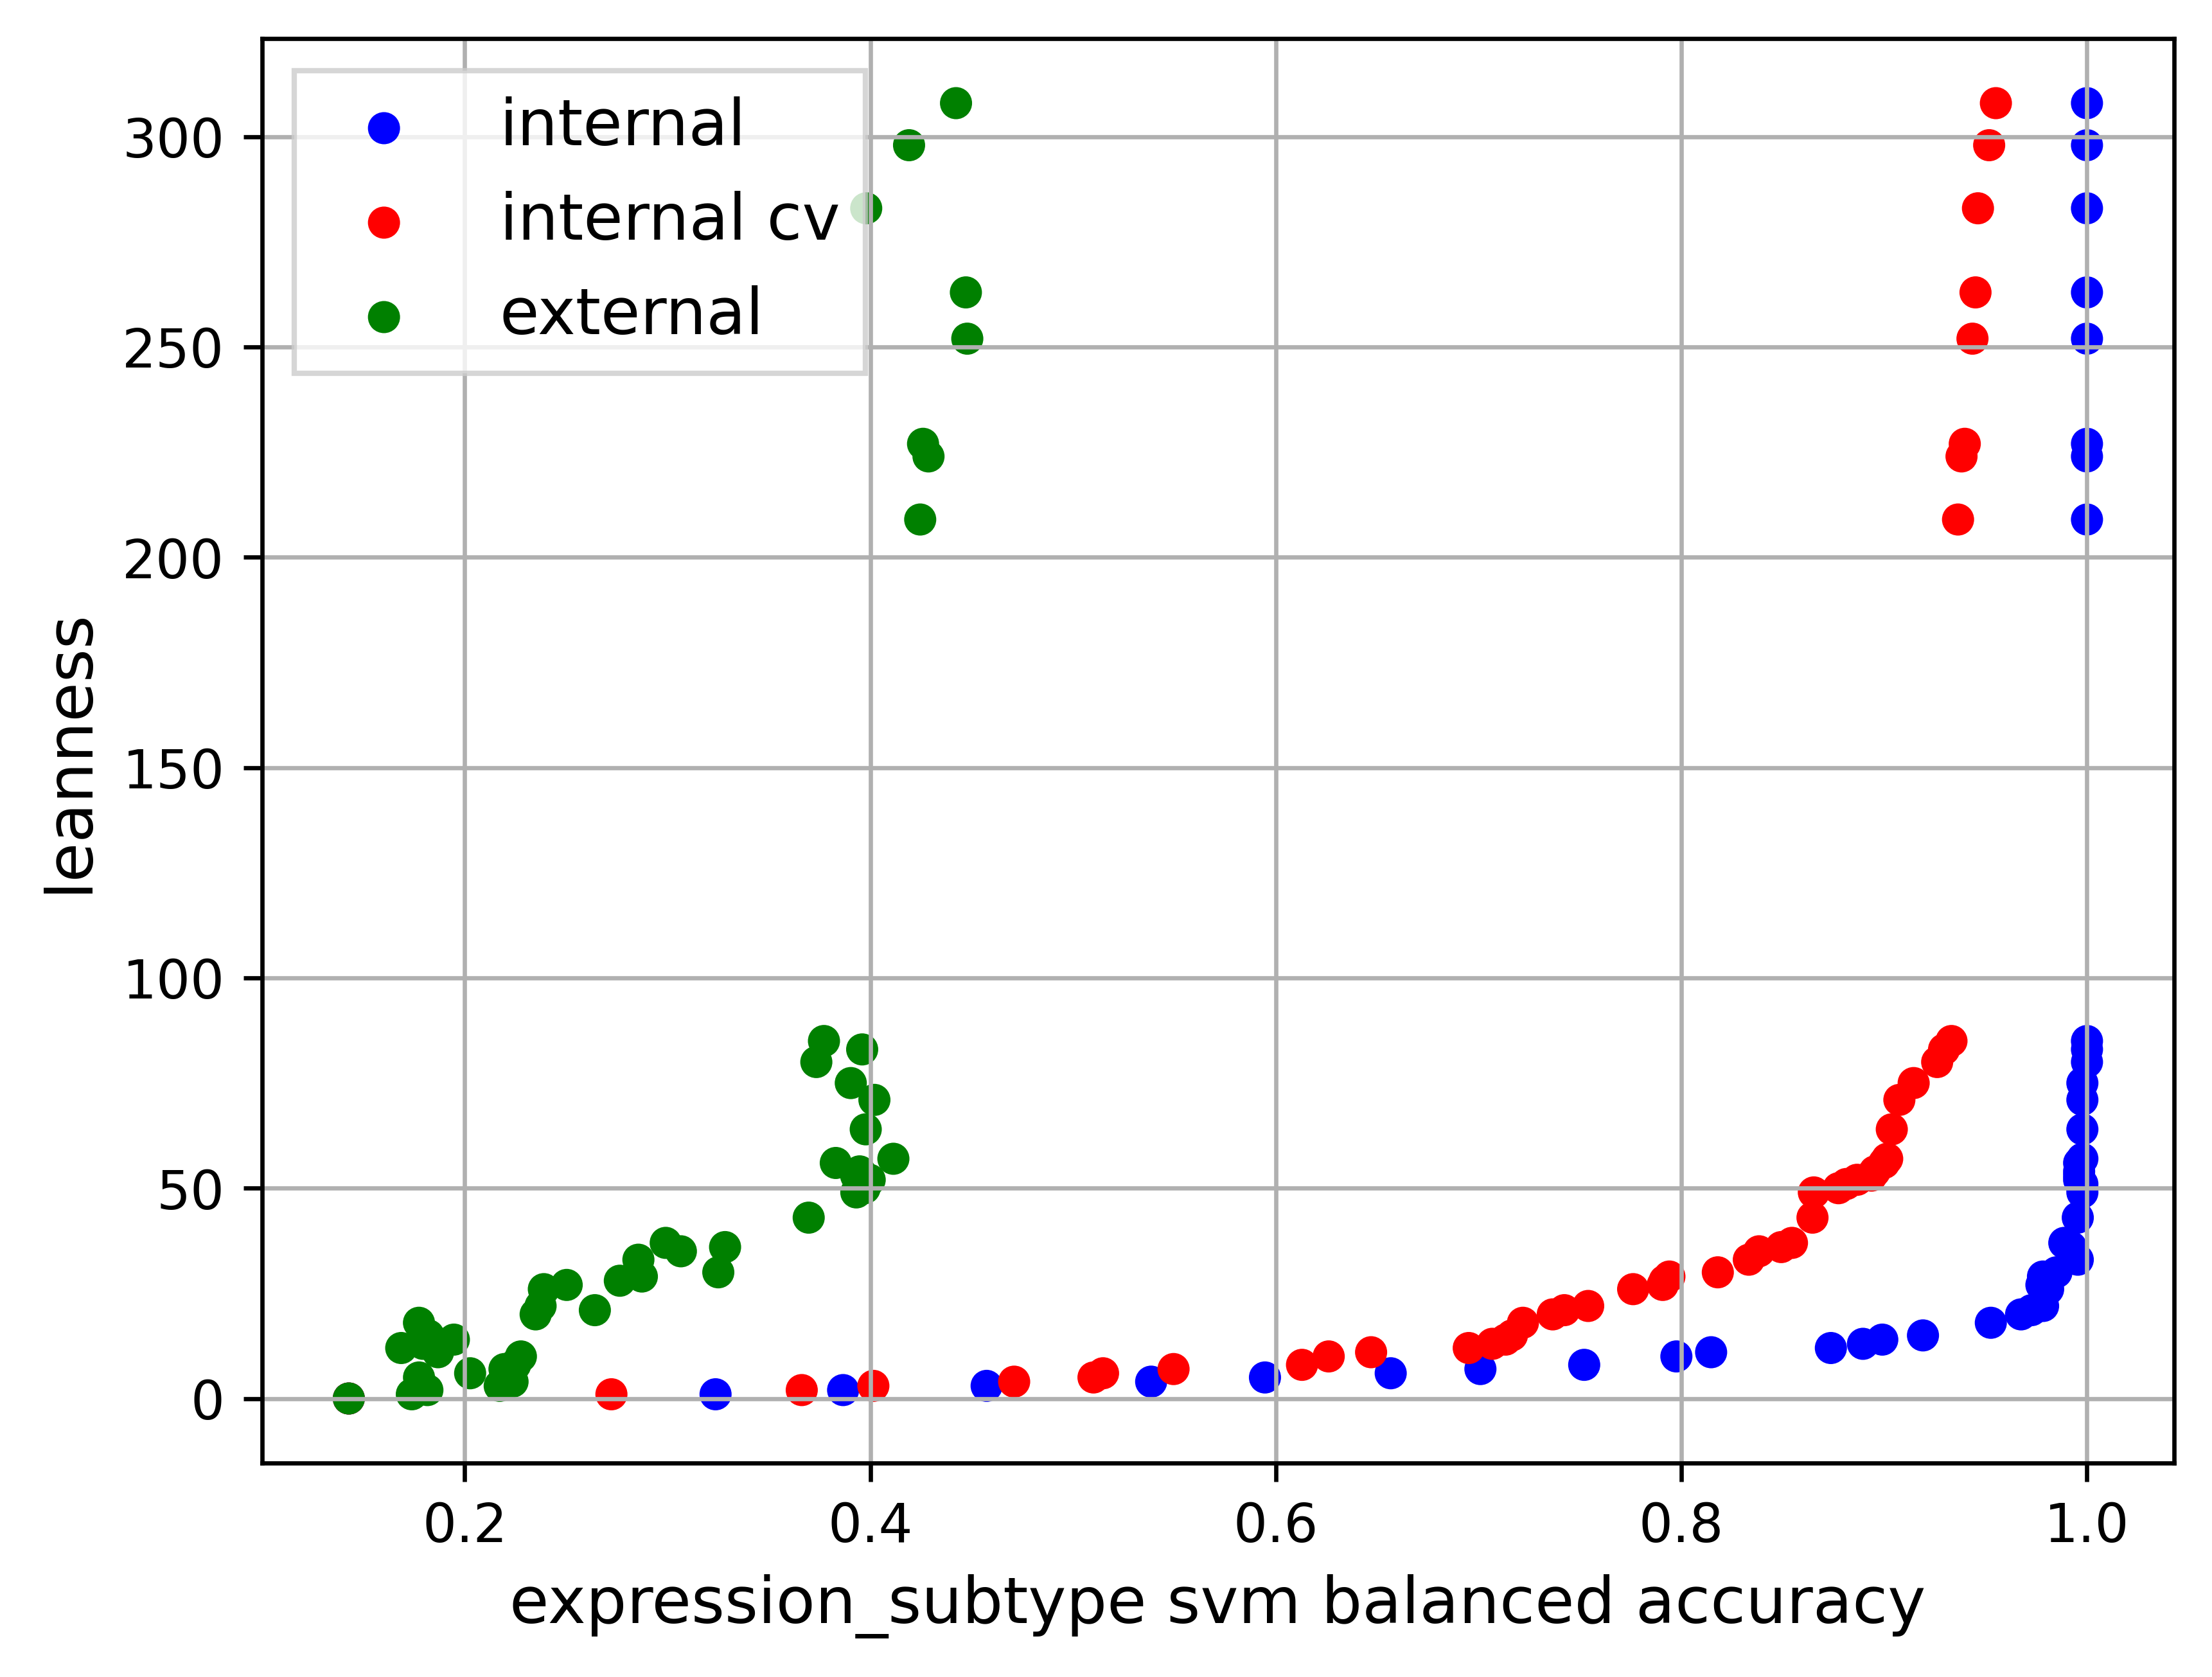 internal
internal cv
external
300
250
200
150
100
50
0
leanness
0.2 0.4 0.6 0.8 1.0
expression_subtype svm balanced accuracy